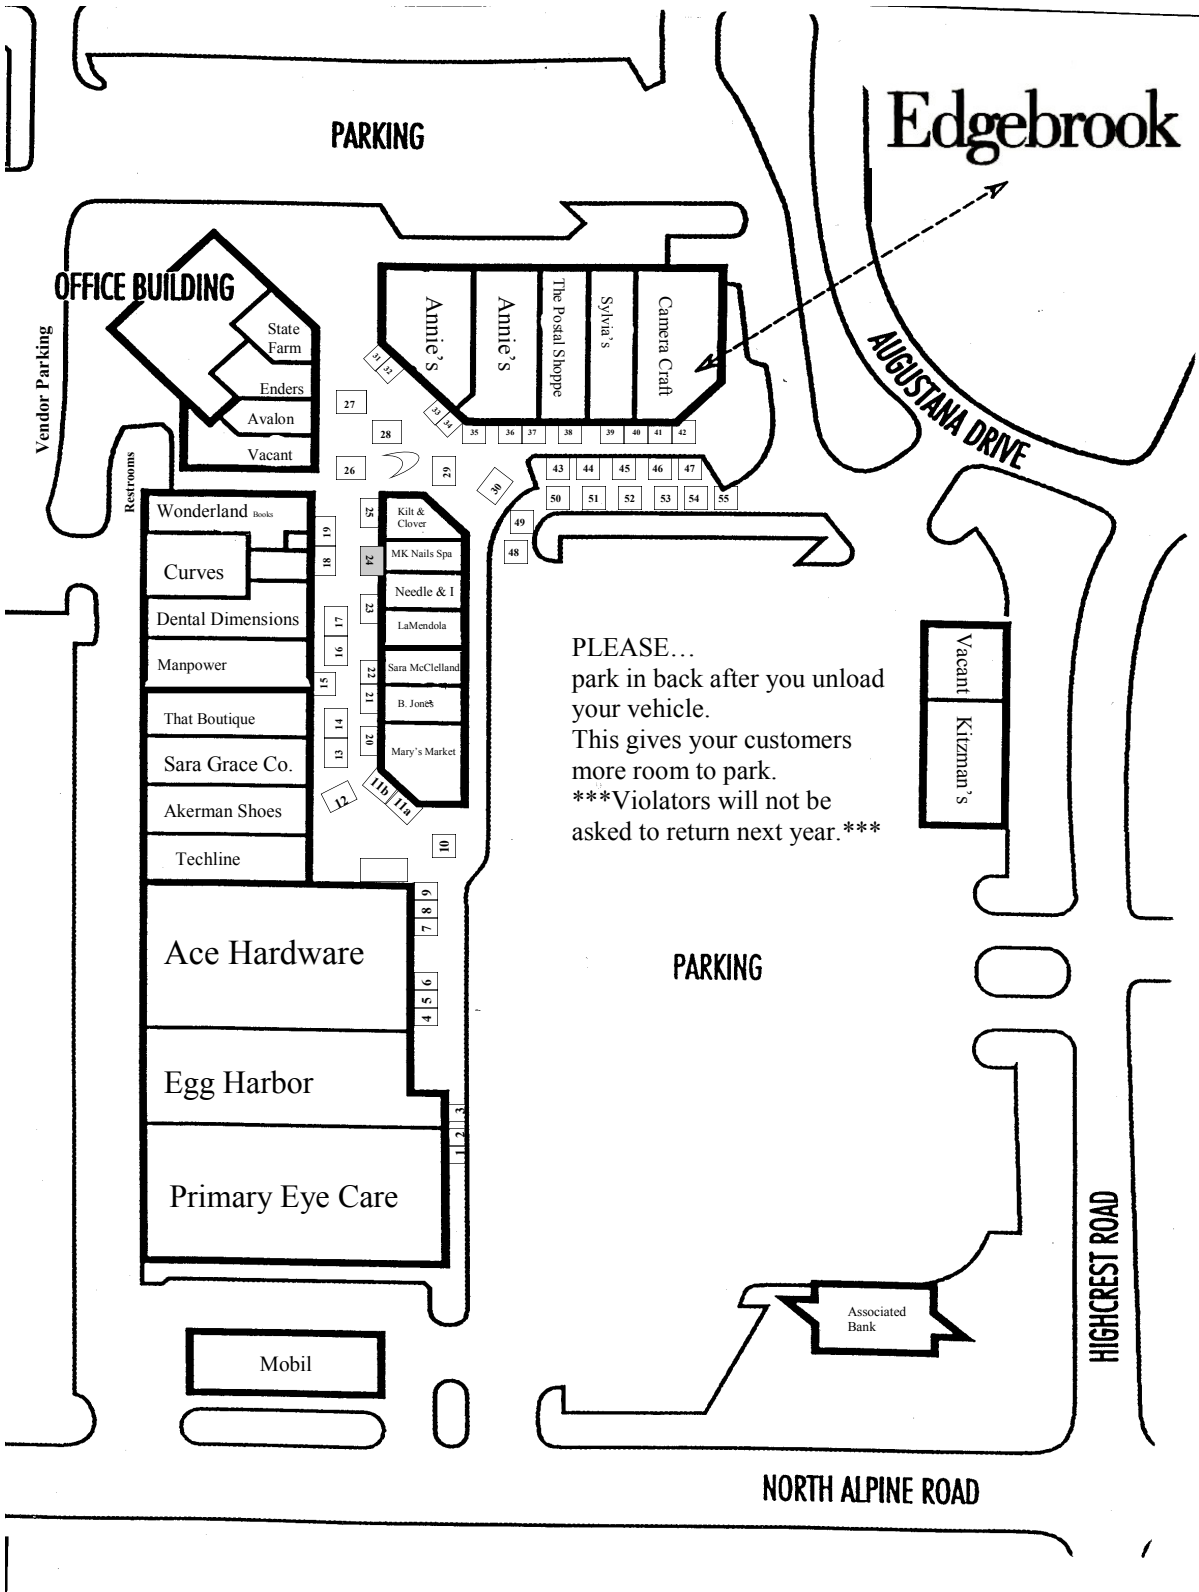 PARKING
Edgebrook
OFFICE BUILDING
State
Farm
Enders
Avalon
Vacant
Vendor Parking
Restrooms
Annie's
Annie's
The Postal Shoppe
Sylvia's
Camera Craft
AUGUSTANA DRIVE
31
32
33
34
27
28
26
29
30
35
36
37
38
39
40
41
42
43
44
45
46
47
50
51
52
53
54
55
49
48
Wonderland Books
Curves
Dental Dimensions
Manpower
That Boutique
Sara Grace Co.
Akerman Shoes
Techline
19
18
17
16
15
14
13
12
25
24
23
22
21
20
11b
11a
10
Kilt &
Clover
MK Nails Spa
Needle & I
LaMendola
Sara McClelland
B. Jones
Mary's Market
PLEASE…
park in back after you unload
your vehicle.
This gives your customers
more room to park.
***Violators will not be
asked to return next year.***
Vacant
Kitzman's
9
8
7
6
5
4
3
2
1
Ace Hardware
Egg Harbor
Primary Eye Care
PARKING
Mobil
Associated
Bank
HIGHCREST ROAD
NORTH ALPINE ROAD